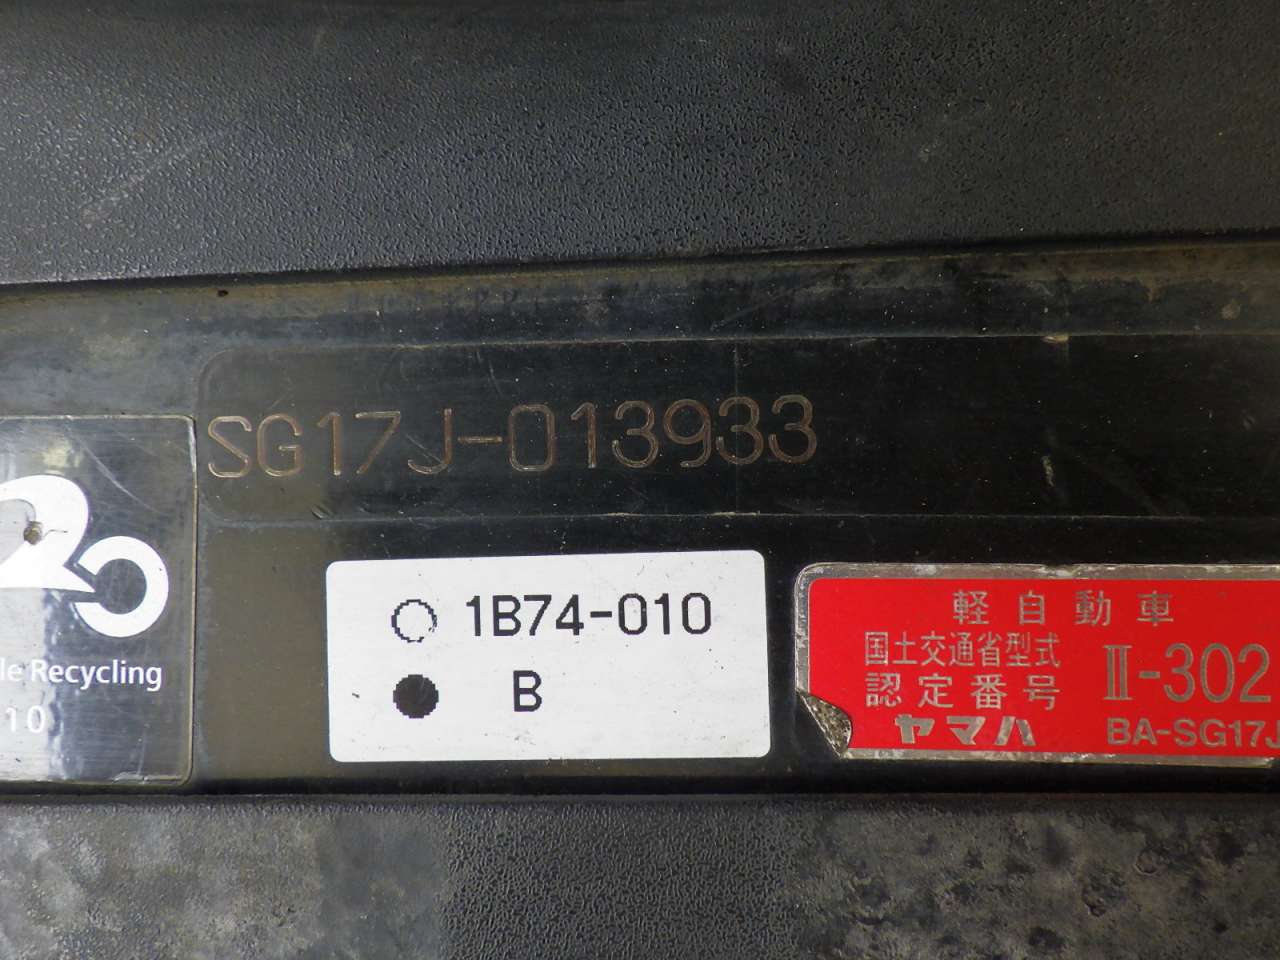 SG17J-013933
le Recycling
10
1B74-010
B
軽自動車
国土交通省型式
認定番号
II-302
ヤマハ
BA-SG17J